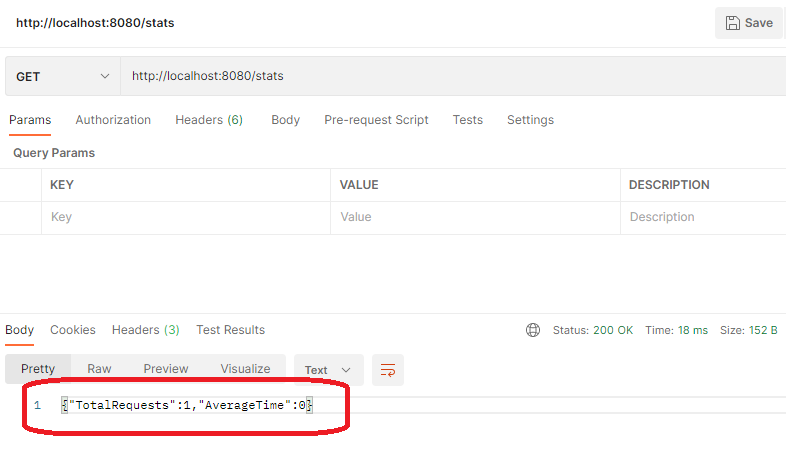 http://localhost:8080/stats
Save
GET
http://localhost:8080/stats
Params Authorization Headers (6) Body Pre-request Script Tests Settings
Query Params
KEY VALUE DESCRIPTION
Key Value Description
Body Cookies Headers (3) Test Results Status: 200 OK Time: 18 ms Size: 152 B
Pretty Raw Preview Visualize Text
1 {"TotalRequests":1,"AverageTime":0}